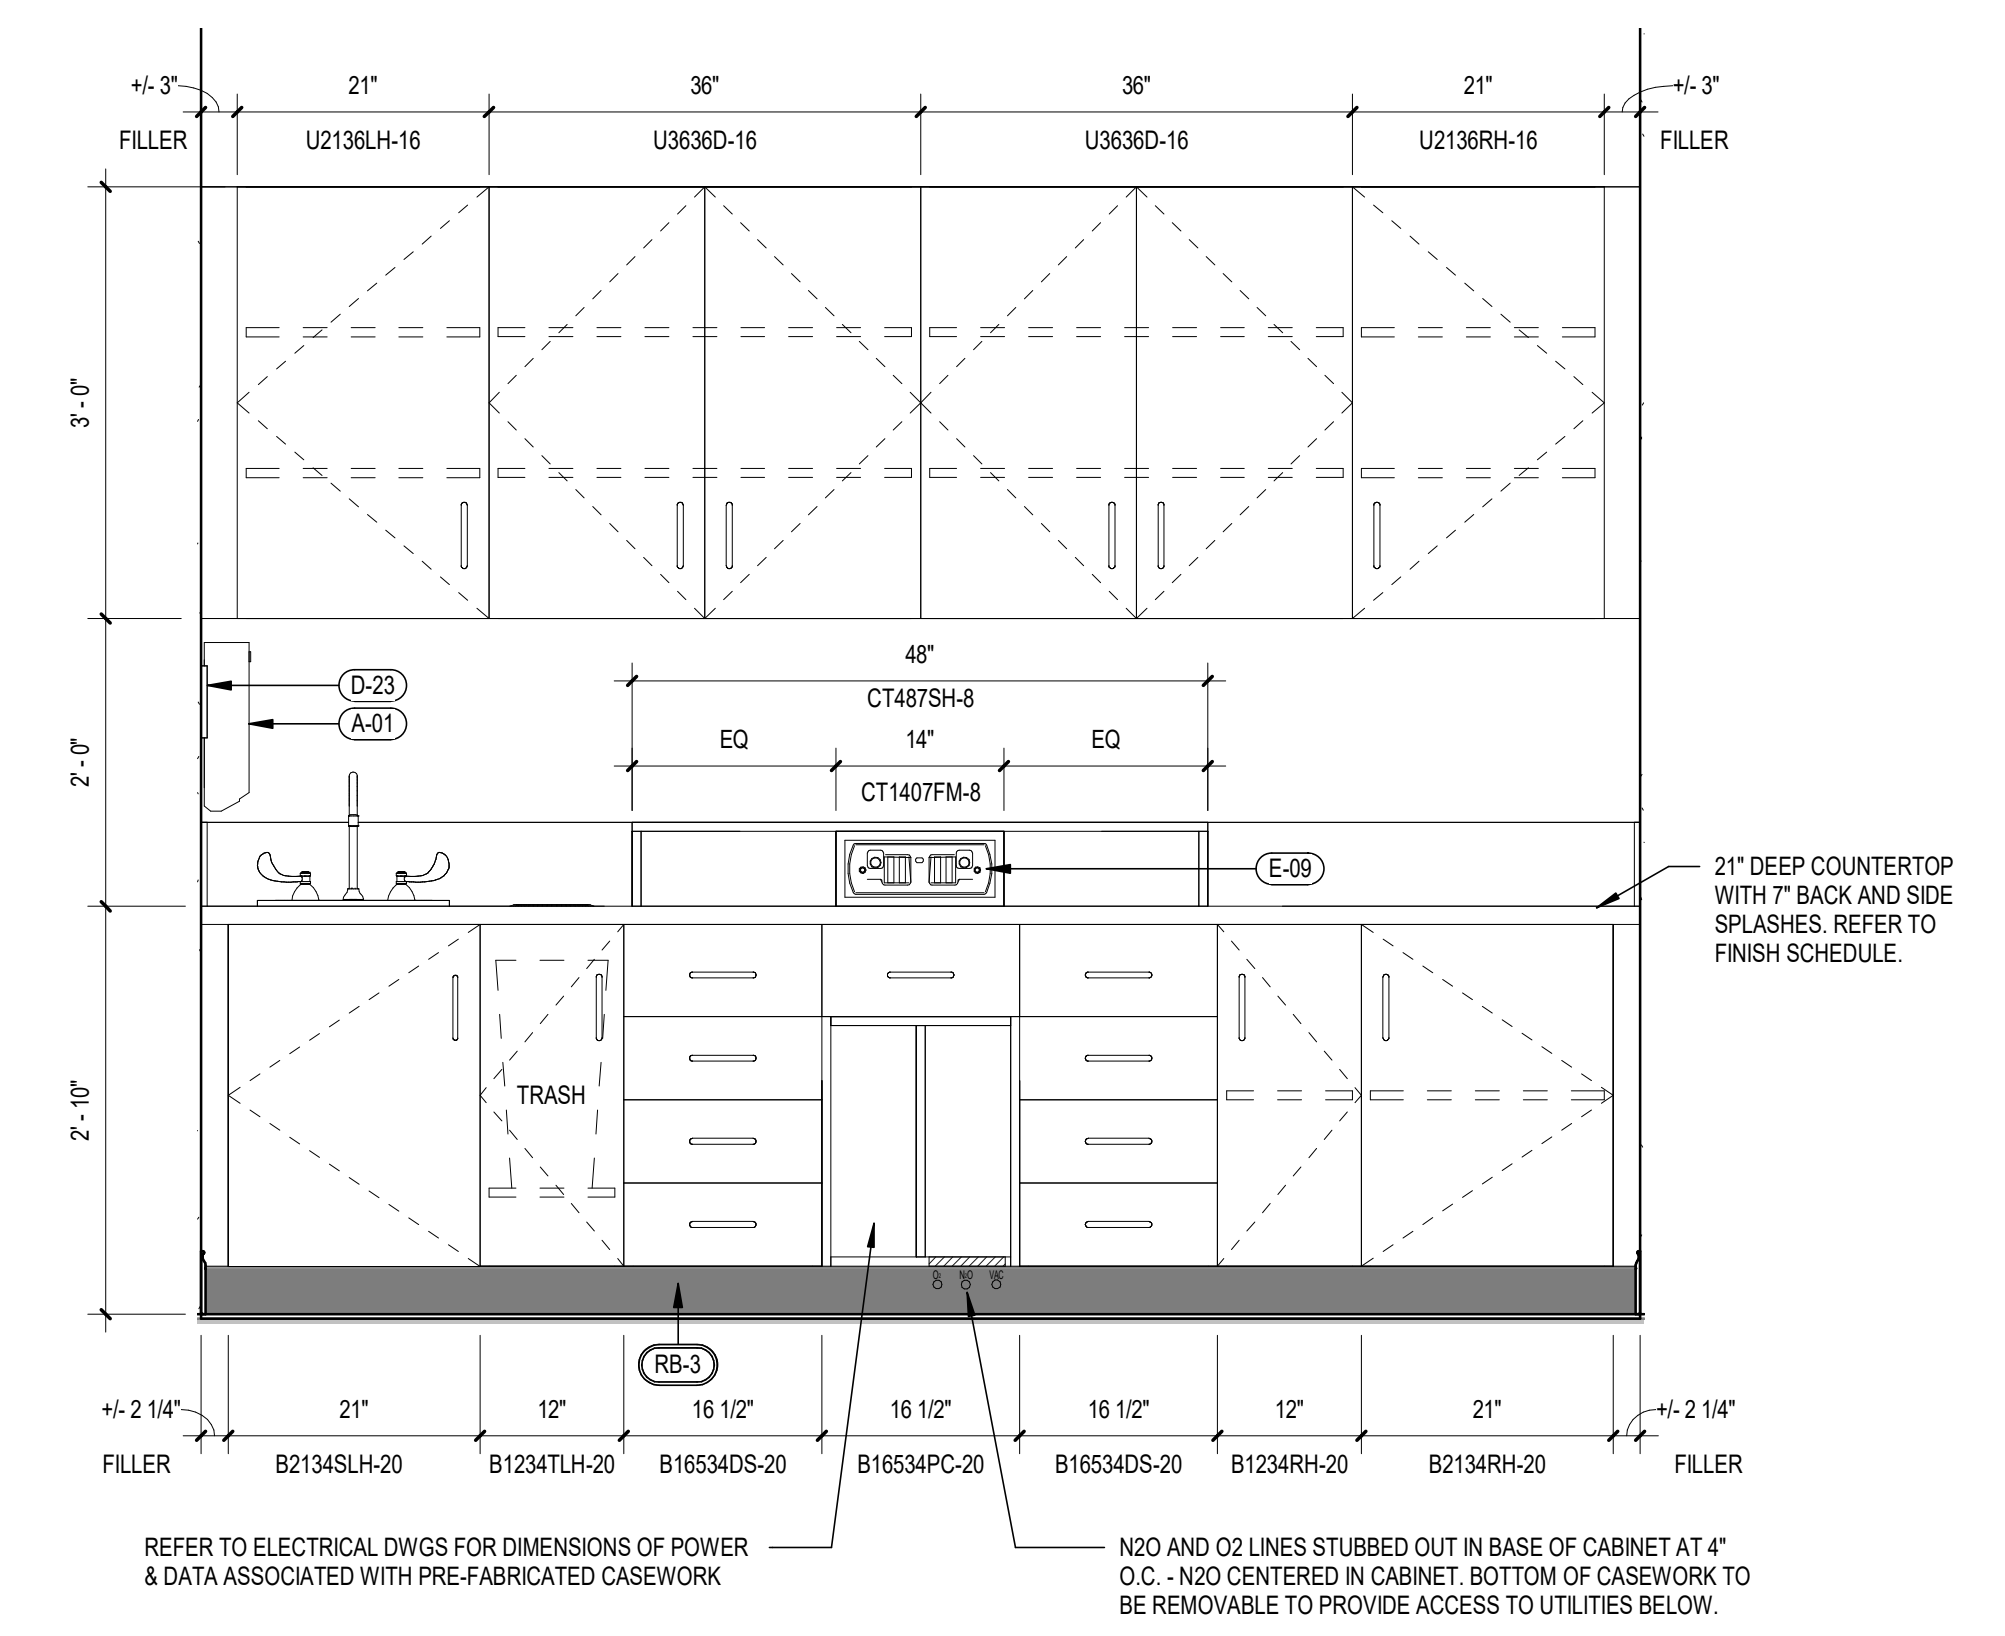 +/- 3" 21" 36" 36" 21" +/- 3"
FILLER U2136LH-16 U3636D-16 U3636D-16 U2136RH-16 FILLER
3' - 0"
48"
D-23
CT487SH-8
A-01
EQ 14" EQ
2' - 0"
CT1407FM-8
E-09
21" DEEP COUNTERTOP
WITH 7" BACK AND SIDE
SPLASHES. REFER TO
FINISH SCHEDULE.
2' - 10"
TRASH
O2 N2O VAC
RB-3
+/- 2 1/4" 21" 12" 16 1/2" 16 1/2" 16 1/2" 12" 21" +/- 2 1/4"
FILLER B2134SLH-20 B1234TLH-20 B16534DS-20 B16534PC-20 B16534DS-20 B1234RH-20 B2134RH-20 FILLER
REFER TO ELECTRICAL DWGS FOR DIMENSIONS OF POWER
& DATA ASSOCIATED WITH PRE-FABRICATED CASEWORK
N2O AND O2 LINES STUBBED OUT IN BASE OF CABINET AT 4"
O.C. - N2O CENTERED IN CABINET. BOTTOM OF CASEWORK TO
BE REMOVABLE TO PROVIDE ACCESS TO UTILITIES BELOW.